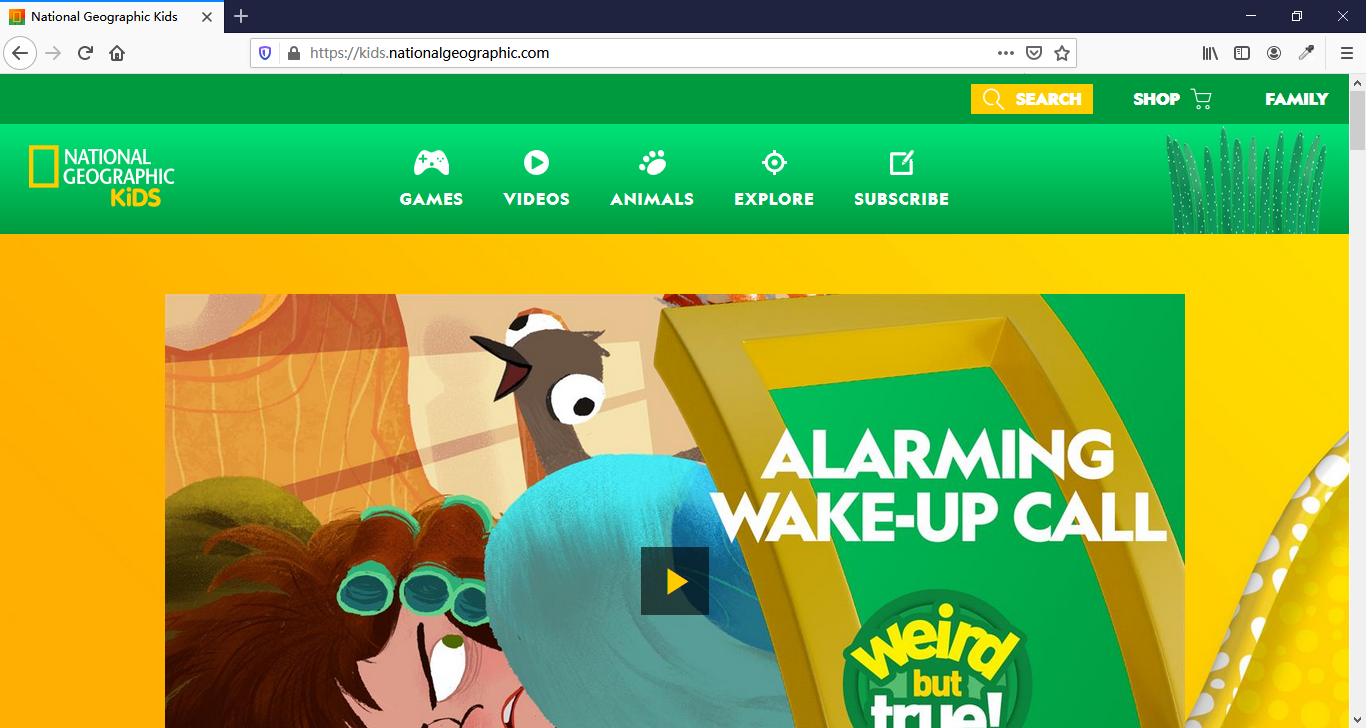 National Geographic Kids
https://kids.nationalgeographic.com
SEARCH
SHOP
FAMILY
NATIONAL
GEOGRAPHIC
KiDS
GAMES
VIDEOS
ANIMALS
EXPLORE
SUBSCRIBE
ALARMING
WAKE-UP CALL
weird
but
true!